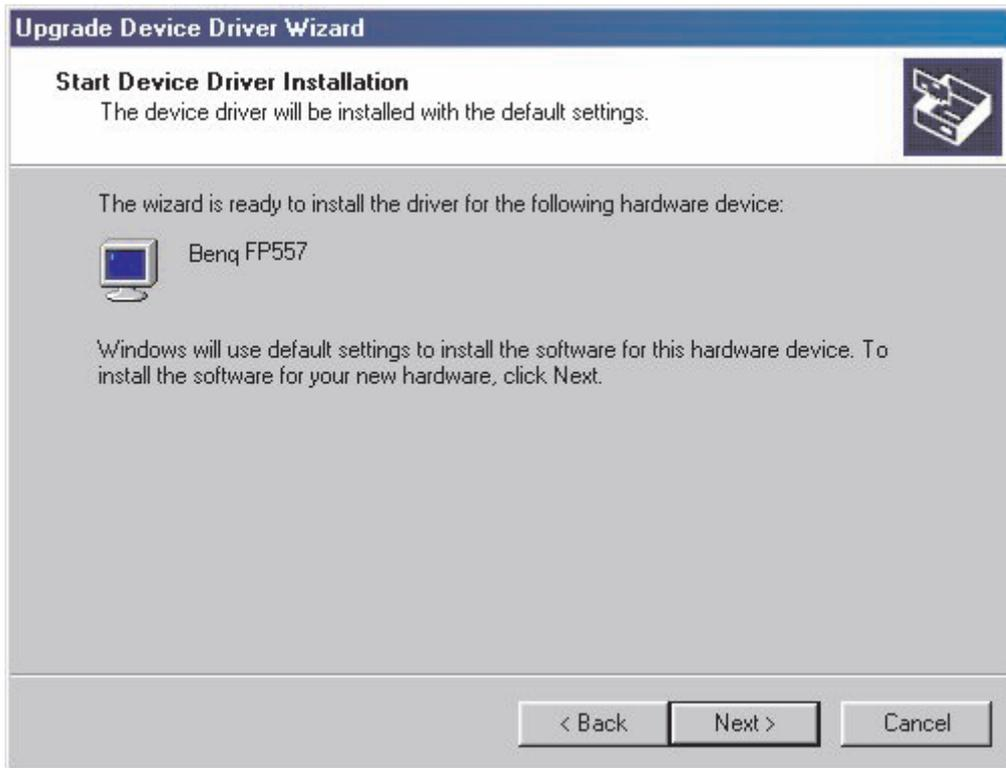 Upgrade Device Driver Wizard
Start Device Driver Installation
The device driver will be installed with the default settings.
The wizard is ready to install the driver for the following hardware device:
Benq FP557
Windows will use default settings to install the software for this hardware device. To
install the software for your new hardware, click Next.
< Back
Next >
Cancel